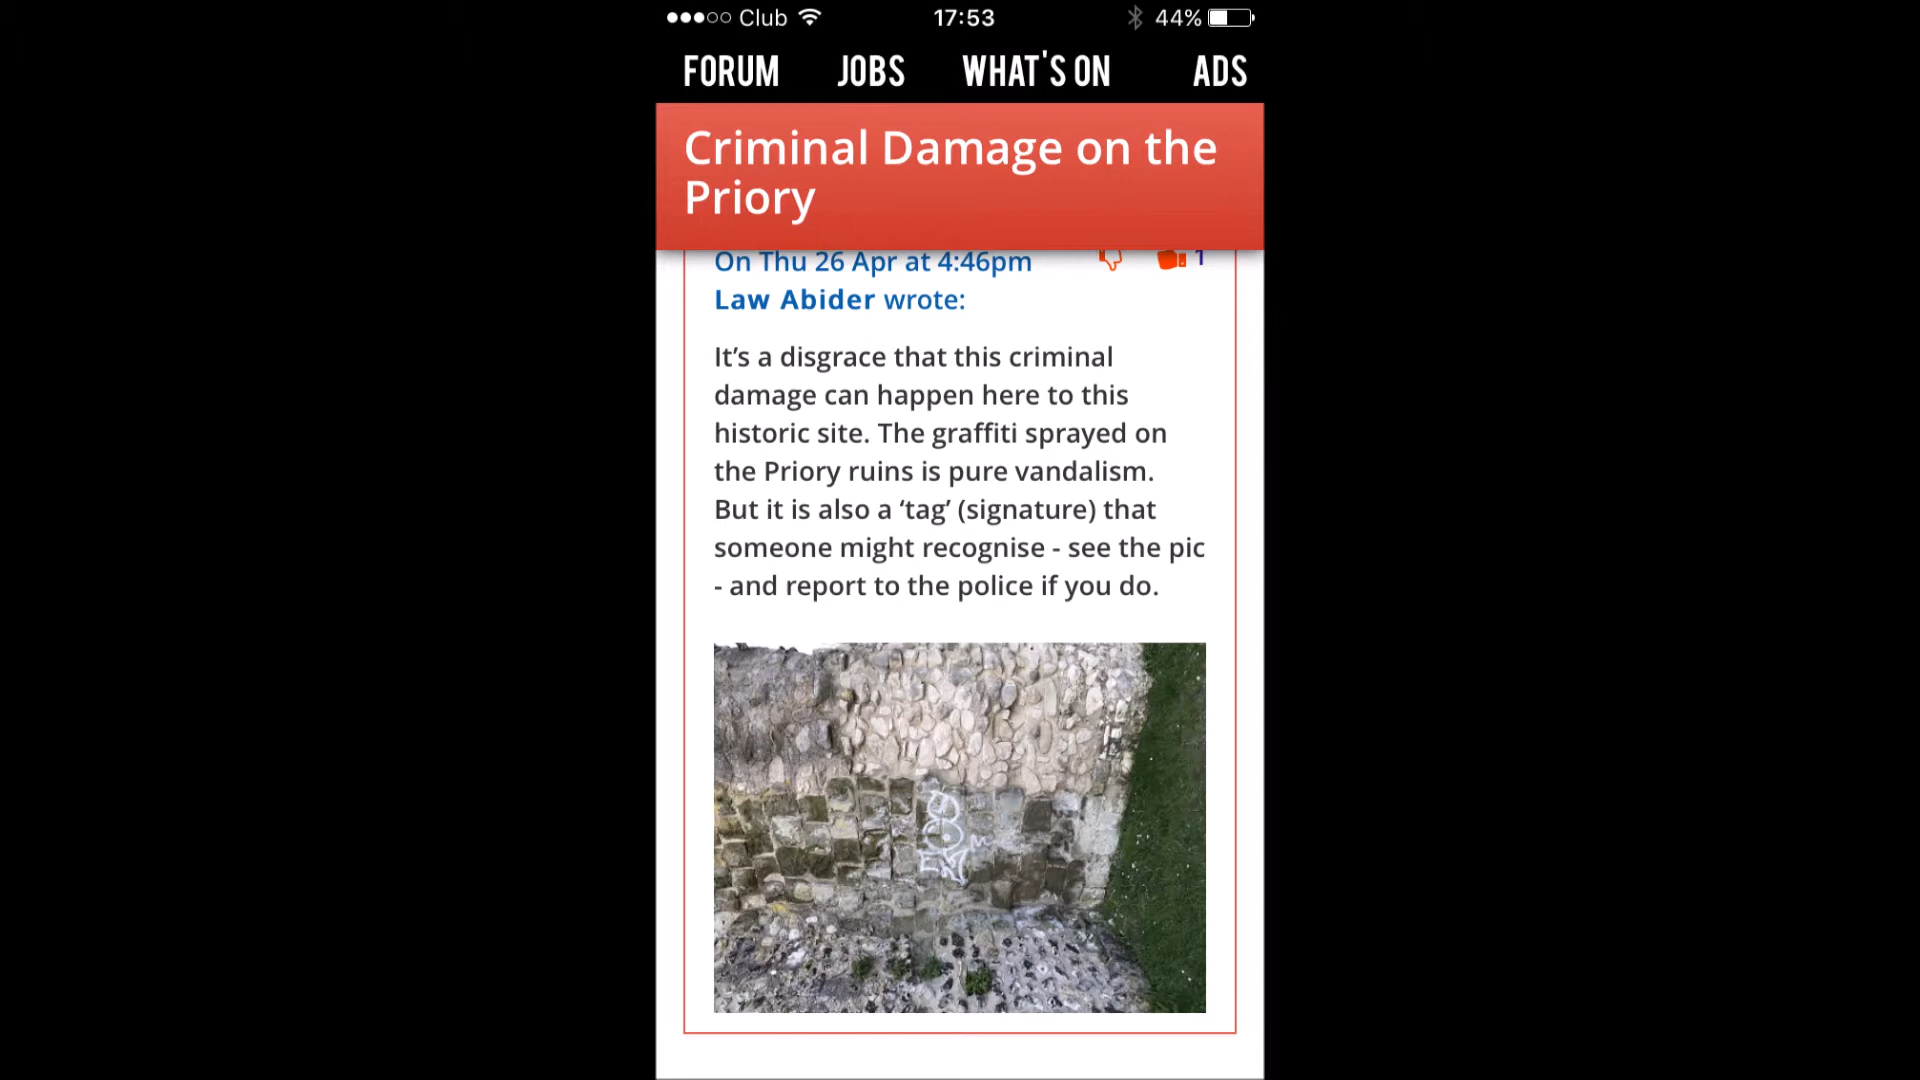 Club 17:53 44%
FORUM JOBS WHAT'S ON ADS
Criminal Damage on the
Priory
On Thu 26 Apr at 4:46pm 1
Law Abider wrote:
It’s a disgrace that this criminal
damage can happen here to this
historic site. The graffiti sprayed on
the Priory ruins is pure vandalism.
But it is also a ‘tag’ (signature) that
someone might recognise - see the pic
- and report to the police if you do.